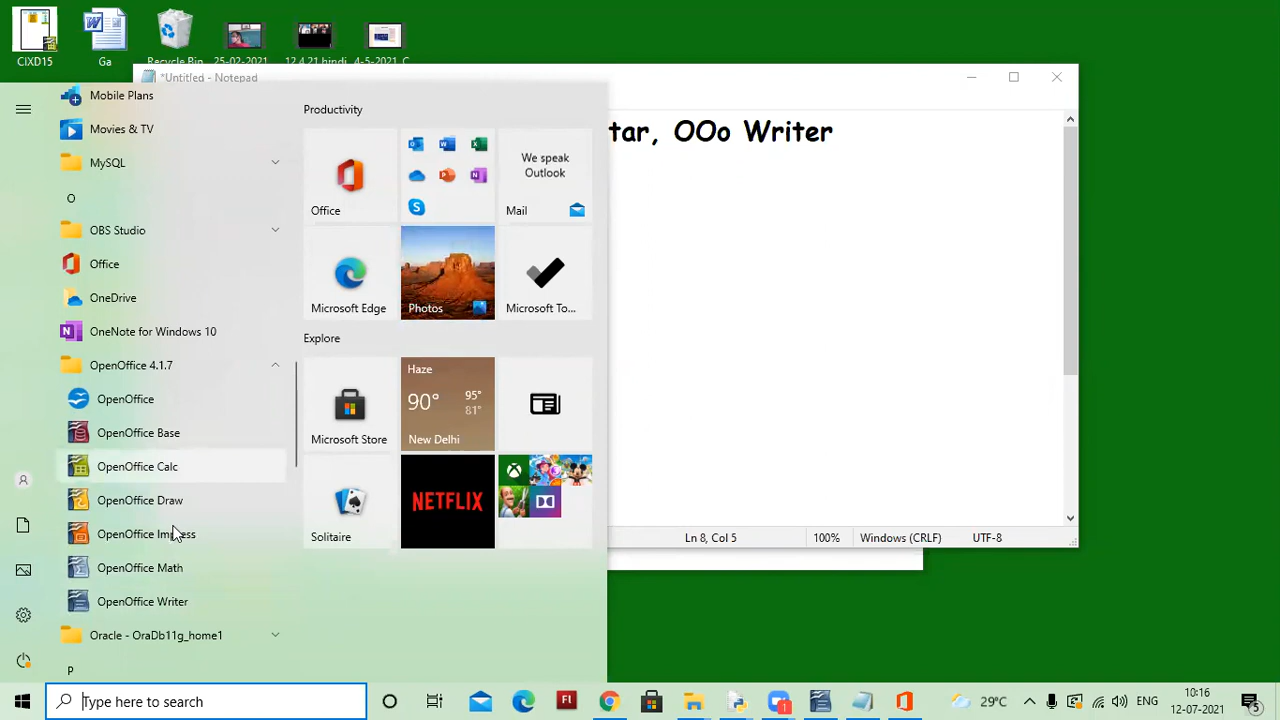 CIXD15
Ga
Recycle Bin
25-02-2021
12.4.21 hindi
4-5-2021 C
*Untitled - Notepad
tar, OOo Writer
Mobile Plans
Movies & TV
MySQL
O
OBS Studio
Office
OneDrive
OneNote for Windows 10
OpenOffice 4.1.7
OpenOffice
OpenOffice Base
OpenOffice Calc
OpenOffice Draw
OpenOffice Impress
OpenOffice Math
OpenOffice Writer
Oracle - OraDb11g_home1
P
Productivity
Office
We speak
Outlook
Mail
Microsoft Edge
Photos
Microsoft To...
Explore
Microsoft Store
Haze
90° 95°
81°
New Delhi
Solitaire
NETFLIX
Ln 8, Col 5
100%
Windows (CRLF)
UTF-8
Type here to search
29°C
ENG
10:16
12-07-2021